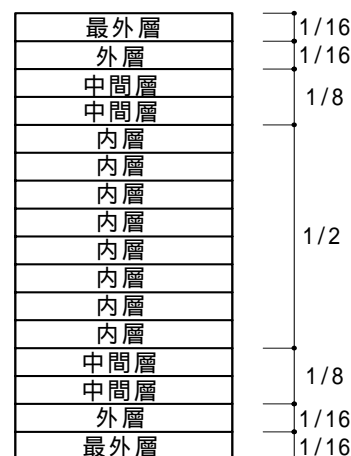 最外層 1/16
外層 1/16
中間層
中間層
1/8
内層
内層
内層
内層
内層
内層
内層
内層
1/2
中間層
中間層
1/8
外層 1/16
最外層 1/16